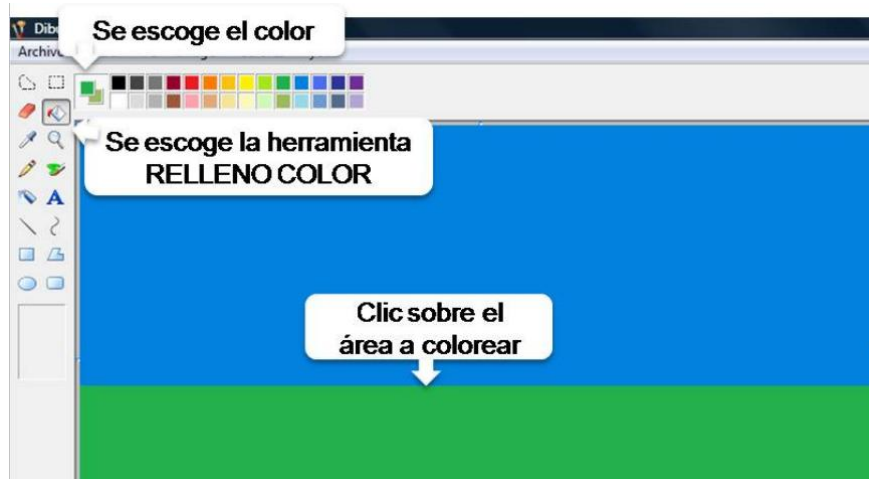 Dib
Se escoge el color
Archiv
Se escoge la herramienta
RELLENO COLOR
A
Clic sobre el
área a colorear